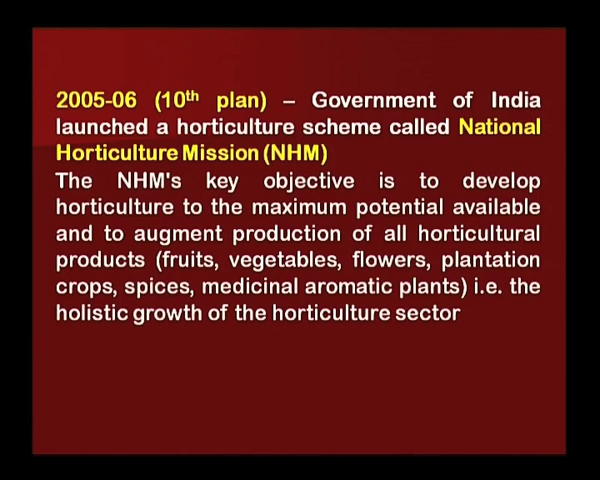 2005-06 (10th plan) – Government of India
launched a horticulture scheme called National
Horticulture Mission (NHM)
The NHM's key objective is to develop
horticulture to the maximum potential available
and to augment production of all horticultural
products (fruits, vegetables, flowers, plantation
crops, spices, medicinal aromatic plants) i.e. the
holistic growth of the horticulture sector